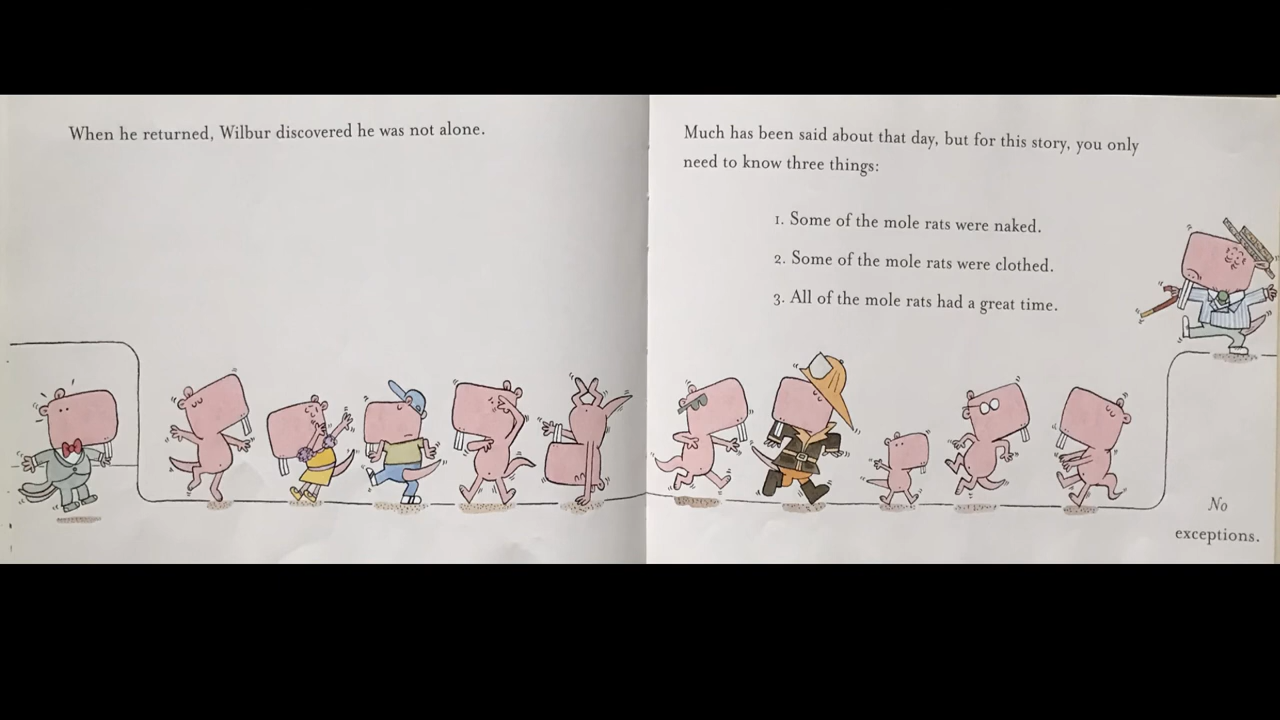 When he returned, Wilbur discovered he was not alone.
Much has been said about that day, but for this story, you only
need to know three things:
1. Some of the mole rats were naked.
2. Some of the mole rats were clothed.
3. All of the mole rats had a great time.
No
exceptions.